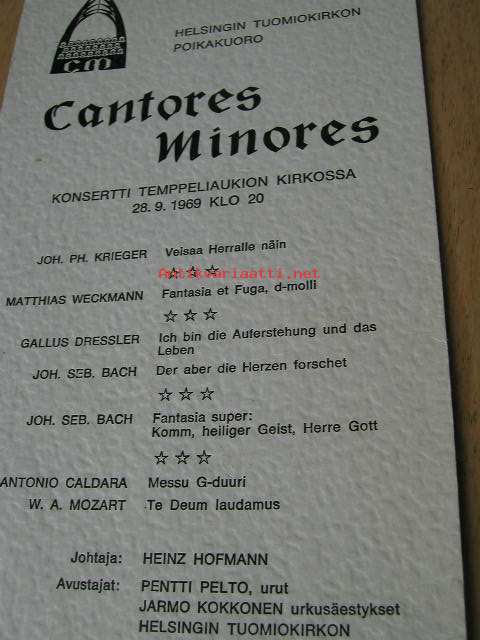 HELSINGIN TUOMIOKIRKON
POIKAKUORO
CM
Cantores
Minores
KONSERTTI TEMPPELIAUKION KIRKOSSA
28. 9. 1969 KLO 20
JOH. PH. KRIEGER Veisaa Herralle näin
☆☆☆
Antikvariaatti.net
MATTHIAS WECKMANN Fantasia et Fuga, d-molli
☆☆☆
GALLUS DRESSLER Ich bin die Auferstehung und das
Leben
JOH. SEB. BACH Der aber die Herzen forschet
☆☆☆
JOH. SEB. BACH Fantasia super:
Komm, heiliger Geist, Herre Gott
☆☆☆
ANTONIO CALDARA Messu G-duuri
W. A. MOZART Te Deum laudamus
Johtaja: HEINZ HOFMANN
Avustajat: PENTTI PELTO, urut
JARMO KOKKONEN urkusäestykset
HELSINGIN TUOMIOKIRKON